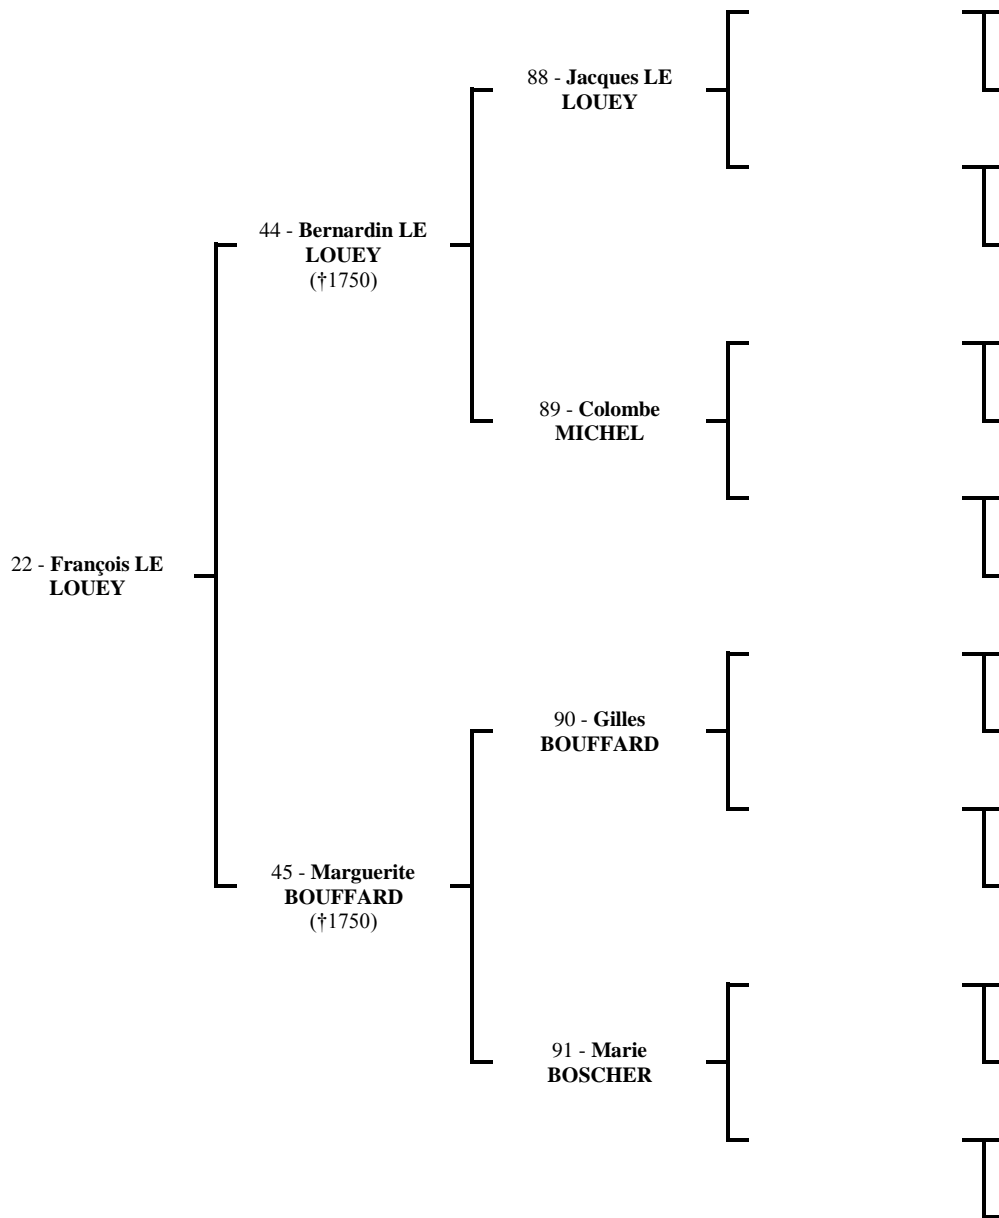 88 - Jacques LE
LOUEY
44 - Bernardin LE
LOUEY
(†1750)
89 - Colombe
MICHEL
22 - François LE
LOUEY
90 - Gilles
BOUFFARD
45 - Marguerite
BOUFFARD
(†1750)
91 - Marie
BOSCHER